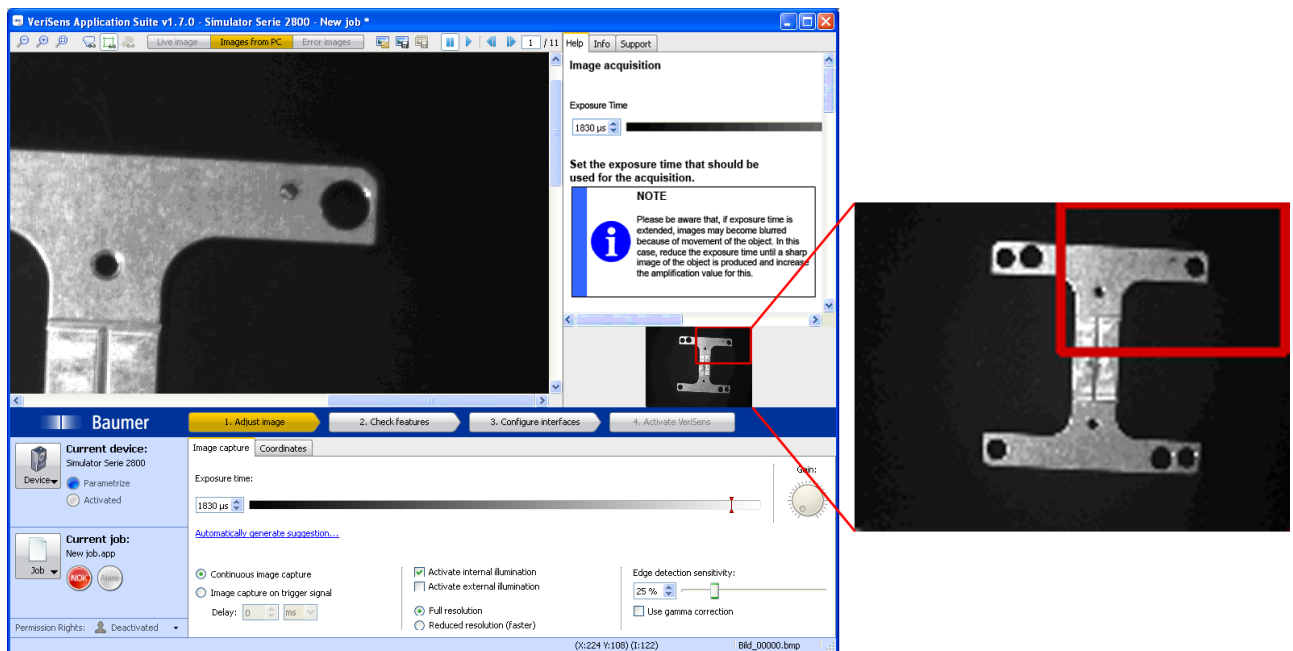 VeriSens Application Suite v1.7.0 - Simulator Serie 2800 - New job *
Live image
Images from PC
Error images
1 / 11
Help
Info
Support
Image acquisition
Exposure Time
1830 µs
Set the exposure time that should be
used for the acquisition.
NOTE
Please be aware that, if exposure time is
extended, images may become blurred
because of movement of the object. In this
case, reduce the exposure time until a sharp
image of the object is produced and increase
the amplification value for this.
Baumer
1. Adjust image
2. Check features
3. Configure interfaces
4. Activate VeriSens
Current device:
Simulator Serie 2800
Device
Parametrize
Activated
Current job:
New job.app
Job
NOK
Alarm
Permission Rights:
Deactivated
Image capture
Coordinates
Exposure time:
1830 µs
Gain:
Automatically generate suggestion...
Continuous image capture
Image capture on trigger signal
Delay: 0 ms
Activate internal illumination
Activate external illumination
Full resolution
Reduced resolution (faster)
Edge detection sensitivity:
25 %
Use gamma correction
(X:224 Y:108) (I:122)
Bild_00000.bmp